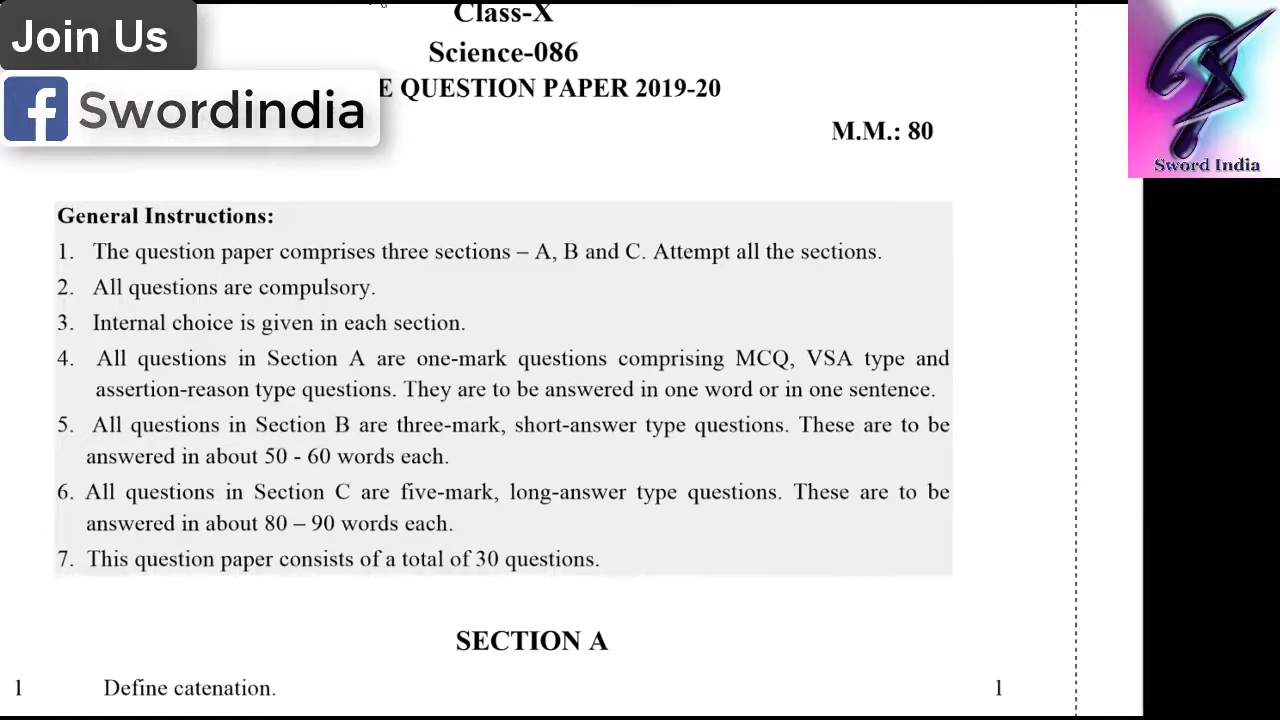 Join Us
Swordindia
Class-X
Science-086
E QUESTION PAPER 2019-20
M.M.: 80
Sword India
General Instructions:
1. The question paper comprises three sections – A, B and C. Attempt all the sections.
2. All questions are compulsory.
3. Internal choice is given in each section.
4. All questions in Section A are one-mark questions comprising MCQ, VSA type and
assertion-reason type questions. They are to be answered in one word or in one sentence.
5. All questions in Section B are three-mark, short-answer type questions. These are to be
answered in about 50 - 60 words each.
6. All questions in Section C are five-mark, long-answer type questions. These are to be
answered in about 80 – 90 words each.
7. This question paper consists of a total of 30 questions.
SECTION A
1 Define catenation. 1